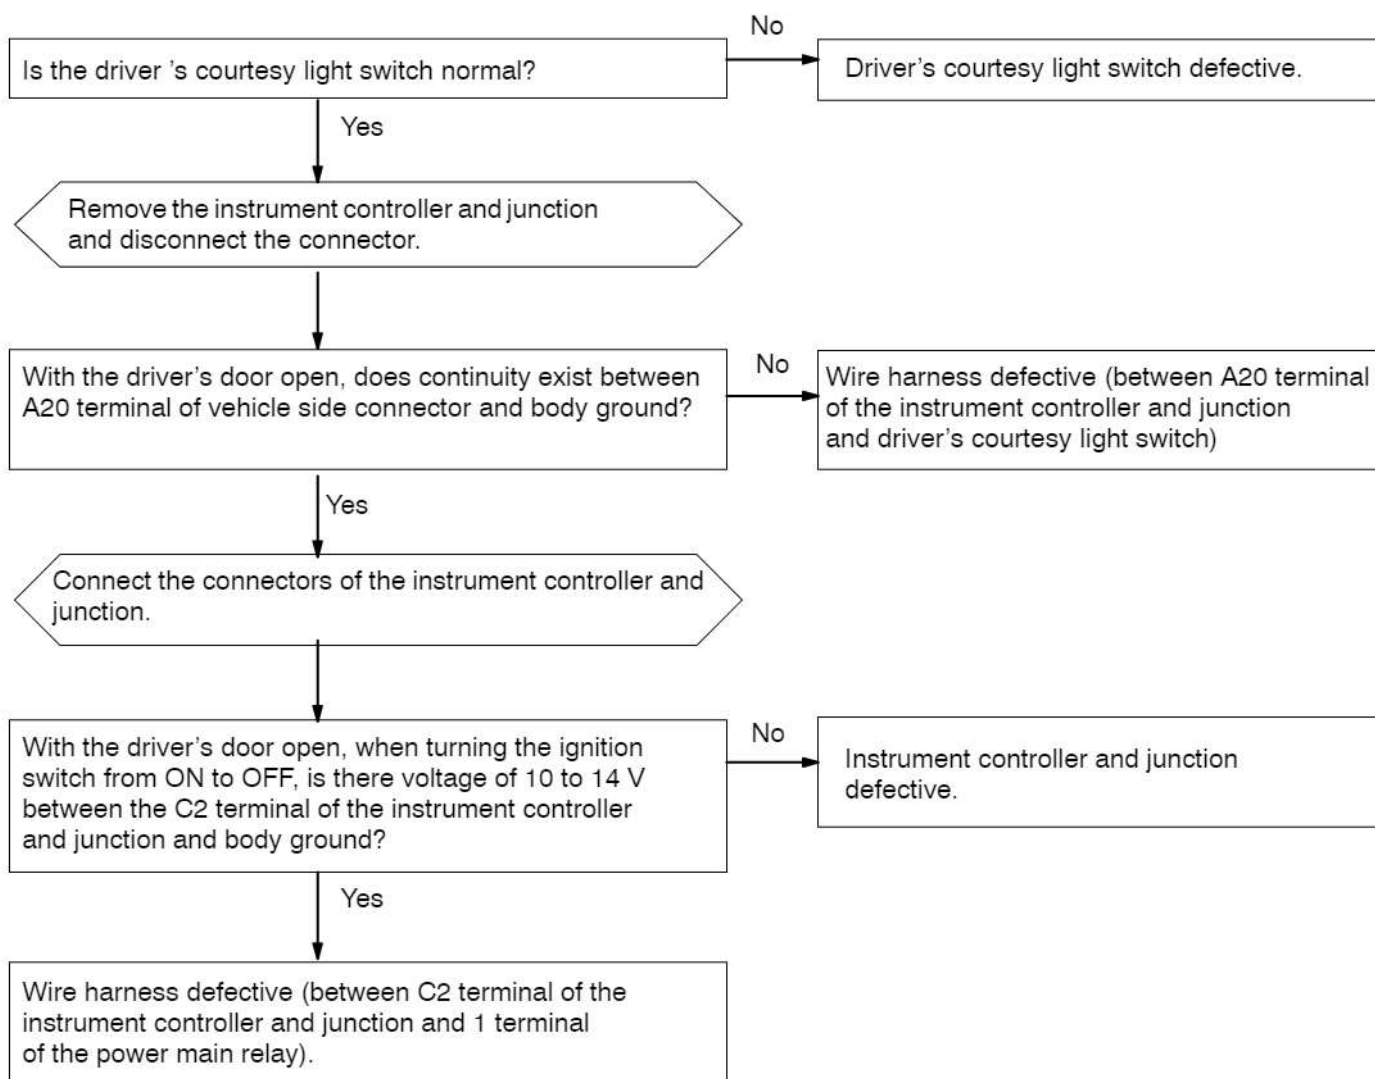 No
Is the driver 's courtesy light switch normal?
Driver's courtesy light switch defective.
Yes
Remove the instrument controller and junction
and disconnect the connector.
With the driver's door open, does continuity exist between
A20 terminal of vehicle side connector and body ground?
No
Wire harness defective (between A20 terminal
of the instrument controller and junction
and driver's courtesy light switch)
Yes
Connect the connectors of the instrument controller and
junction.
With the driver's door open, when turning the ignition
switch from ON to OFF, is there voltage of 10 to 14 V
between the C2 terminal of the instrument controller
and junction and body ground?
No
Instrument controller and junction
defective.
Yes
Wire harness defective (between C2 terminal of the
instrument controller and junction and 1 terminal
of the power main relay).